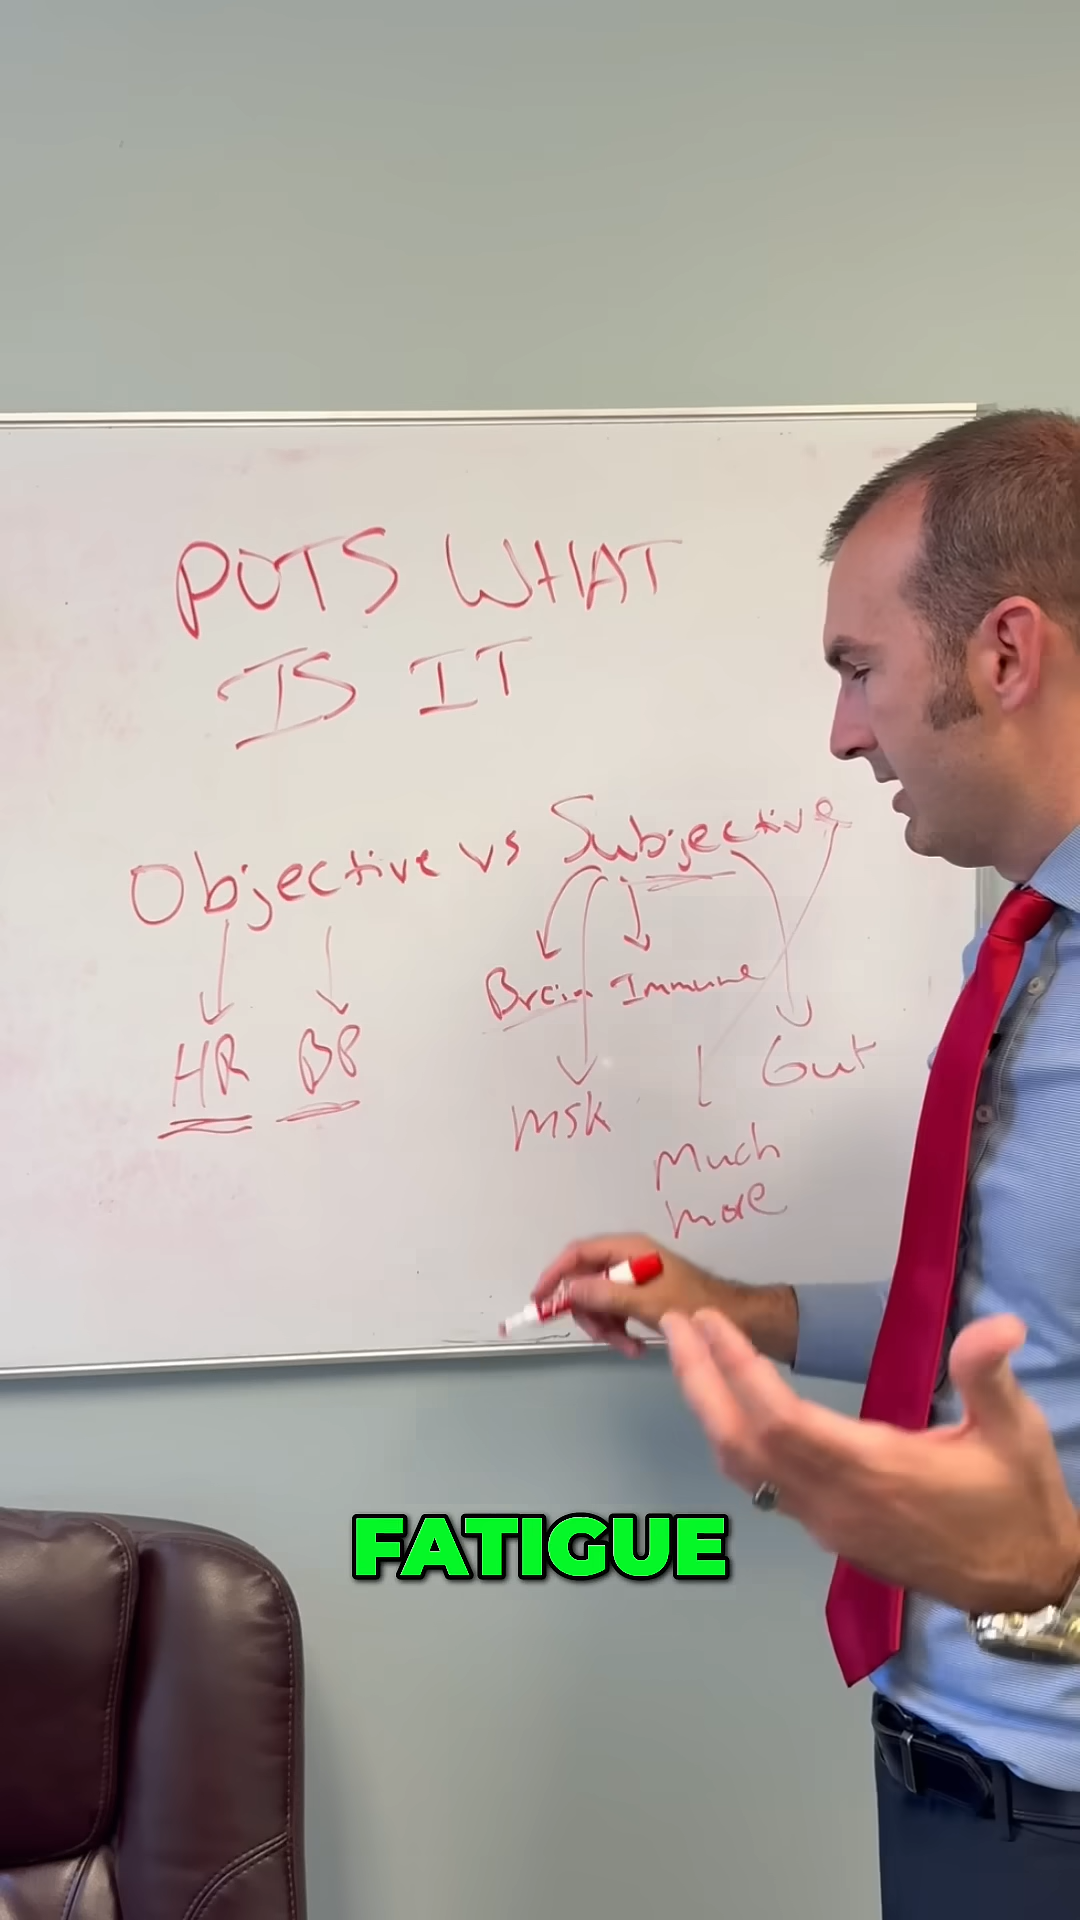 POTS WHAT
IS IT
Objective vs Subjective
HR BP
Brain Immune
Gut
MSK
Much
more
FATIGUE